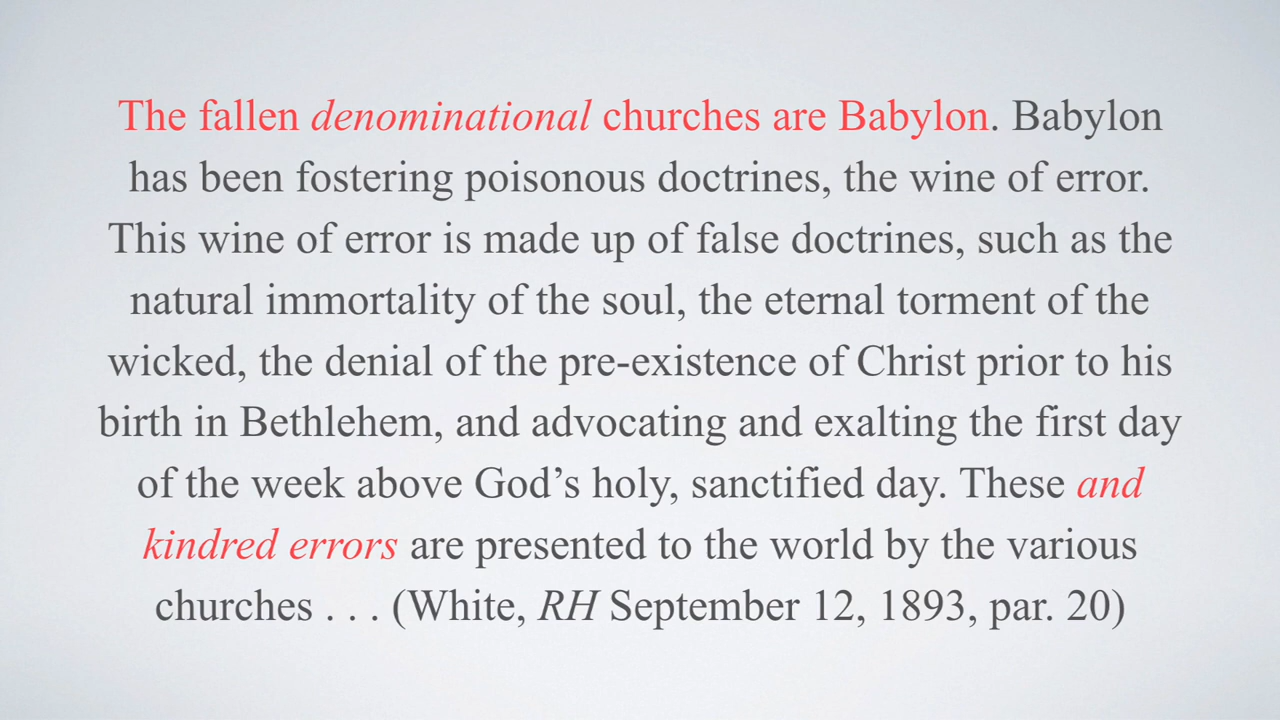 The fallen denominational churches are Babylon. Babylon
has been fostering poisonous doctrines, the wine of error.
This wine of error is made up of false doctrines, such as the
natural immortality of the soul, the eternal torment of the
wicked, the denial of the pre-existence of Christ prior to his
birth in Bethlehem, and advocating and exalting the first day
of the week above God’s holy, sanctified day. These and
kindred errors are presented to the world by the various
churches . . . (White, RH September 12, 1893, par. 20)